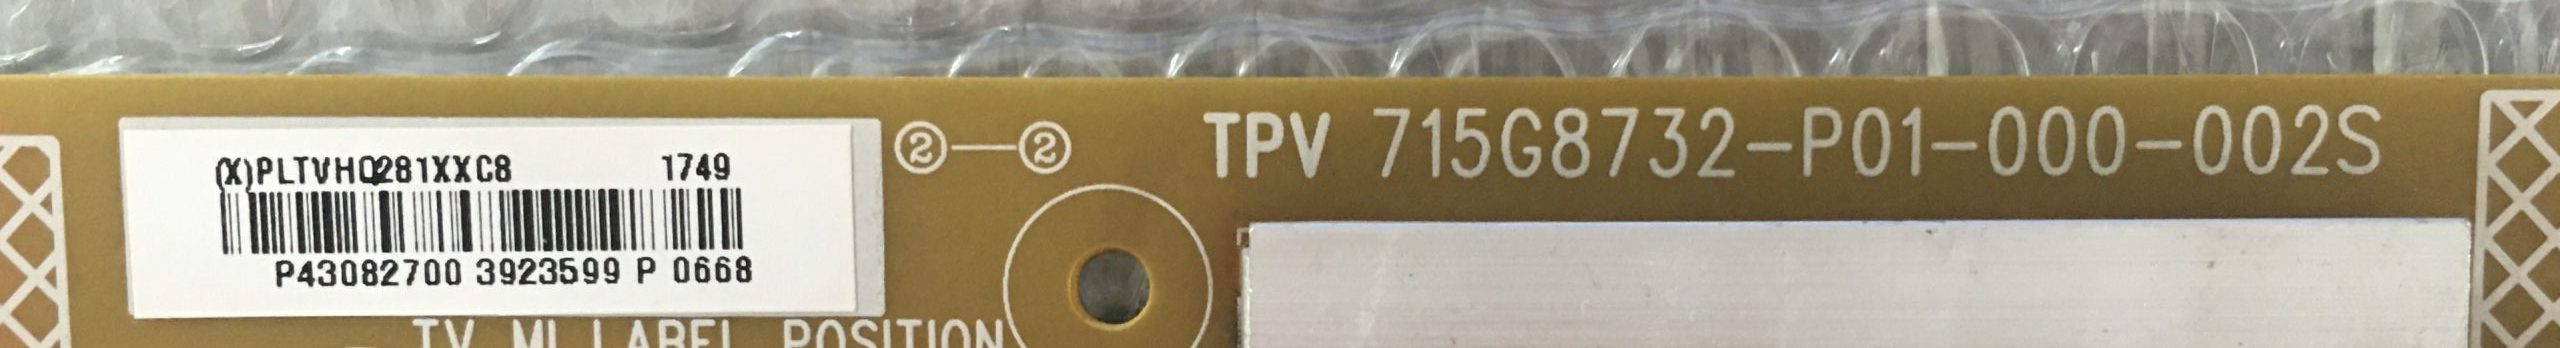 (X)PLTVHQ281XXC8 1749
P43082700 3923599 P 0668
②—②
TPV 715G8732-P01-000-002S
TV MI LABEL POSITION